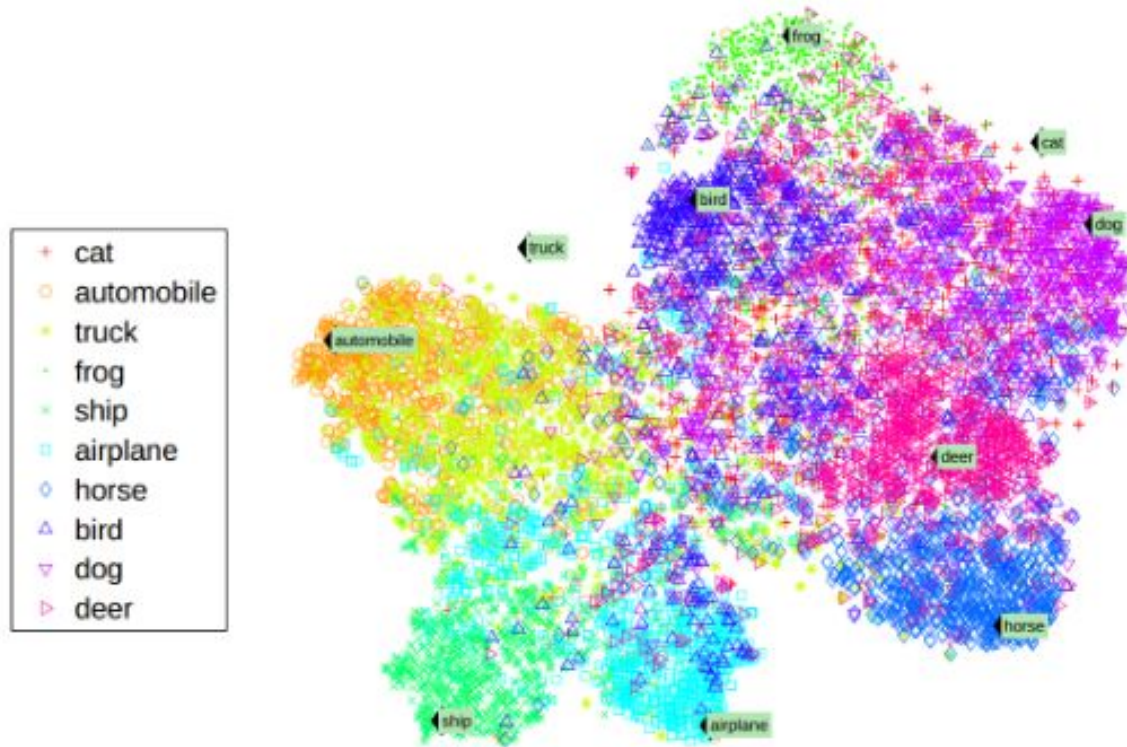 cat
automobile
truck
frog
ship
airplane
horse
bird
dog
deer
frog
cat
bird
dog
truck
automobile
deer
horse
ship
airplane